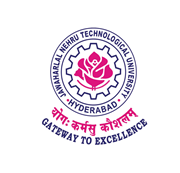 JAWAHARLAL NEHRU TECHNOLOGICAL UNIVERSITY
HYDERABAD
योगः कर्मसु कौशलम्
GATEWAY TO EXCELLENCE